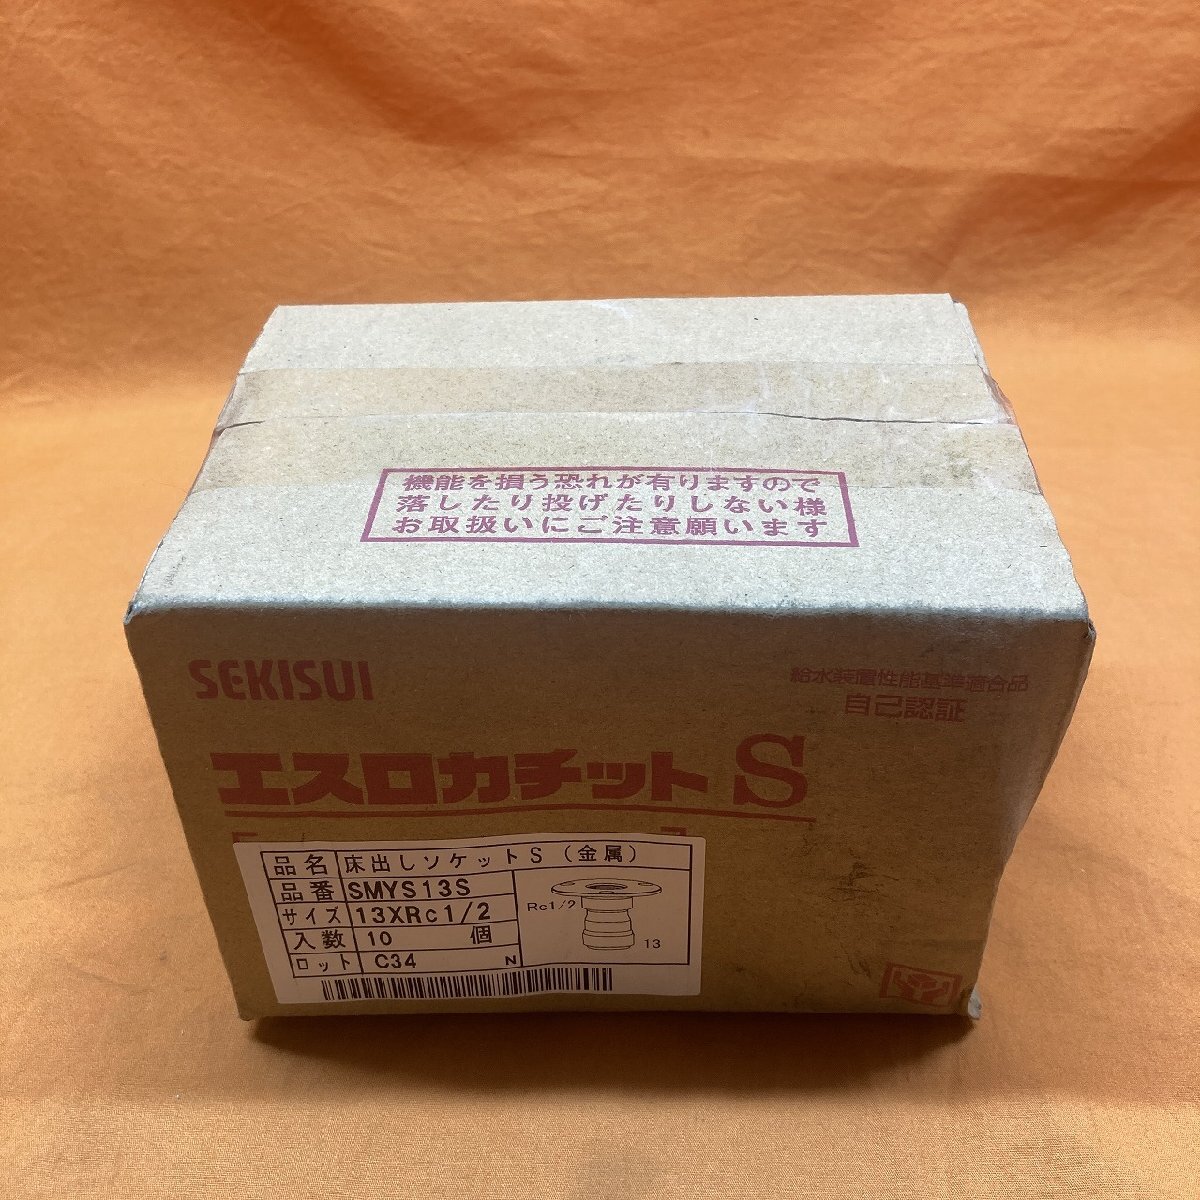 機能を損う恐れが有りますので
落したり投げたりしない様
お取扱いにご注意願います
SEKISUI
給水装置性能基準適合品
自己認証
エスロカチットS
品名 床出しソケットS（金属）
品番 SMYS13S
サイズ 13XRc1/2
入数 10 個
ロット C34 N
Rc1/2
13